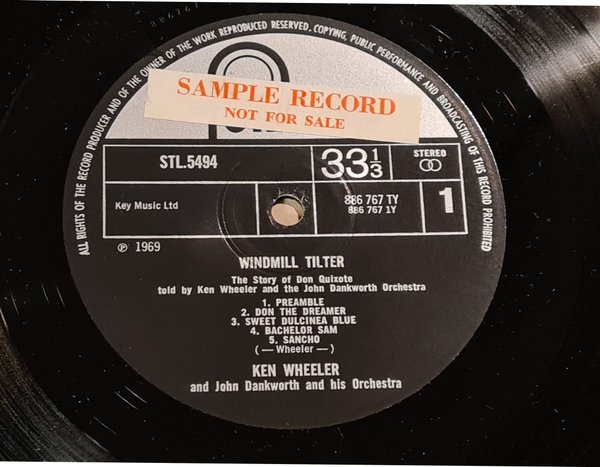 ALL RIGHTS OF THE RECORD PRODUCER AND OF THE OWNER OF THE WORK REPRODUCED RESERVED. COPYING, PUBLIC PERFORMANCE AND BROADCASTING OF THIS RECORD PROHIBITED
SAMPLE RECORD
NOT FOR SALE
STL.5494
33 1/3
STEREO
Key Music Ltd
886 767 TY
886 767 1Y
1
℗ 1969
WINDMILL TILTER
The Story of Don Quixote
told by Ken Wheeler and the John Dankworth Orchestra
1. PREAMBLE
2. DON THE DREAMER
3. SWEET DULCINEA BLUE
4. BACHELOR SAM
5. SANCHO
(— Wheeler —)
KEN WHEELER
and John Dankworth and his Orchestra